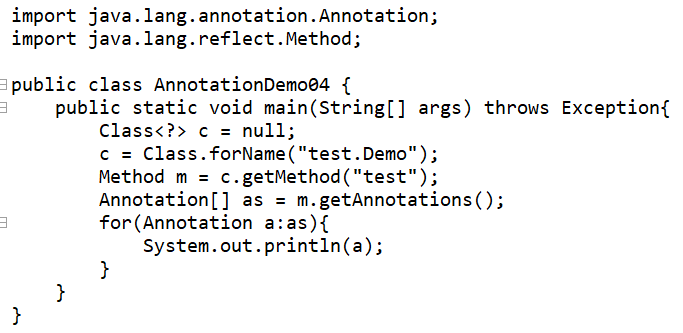 import java.lang.annotation.Annotation;
import java.lang.reflect.Method;
public class AnnotationDemo04 {
    public static void main(String[] args) throws Exception{
        Class<?> c = null;
        c = Class.forName("test.Demo");
        Method m = c.getMethod("test");
        Annotation[] as = m.getAnnotations();
        for(Annotation a:as){
            System.out.println(a);
        }
    }
}